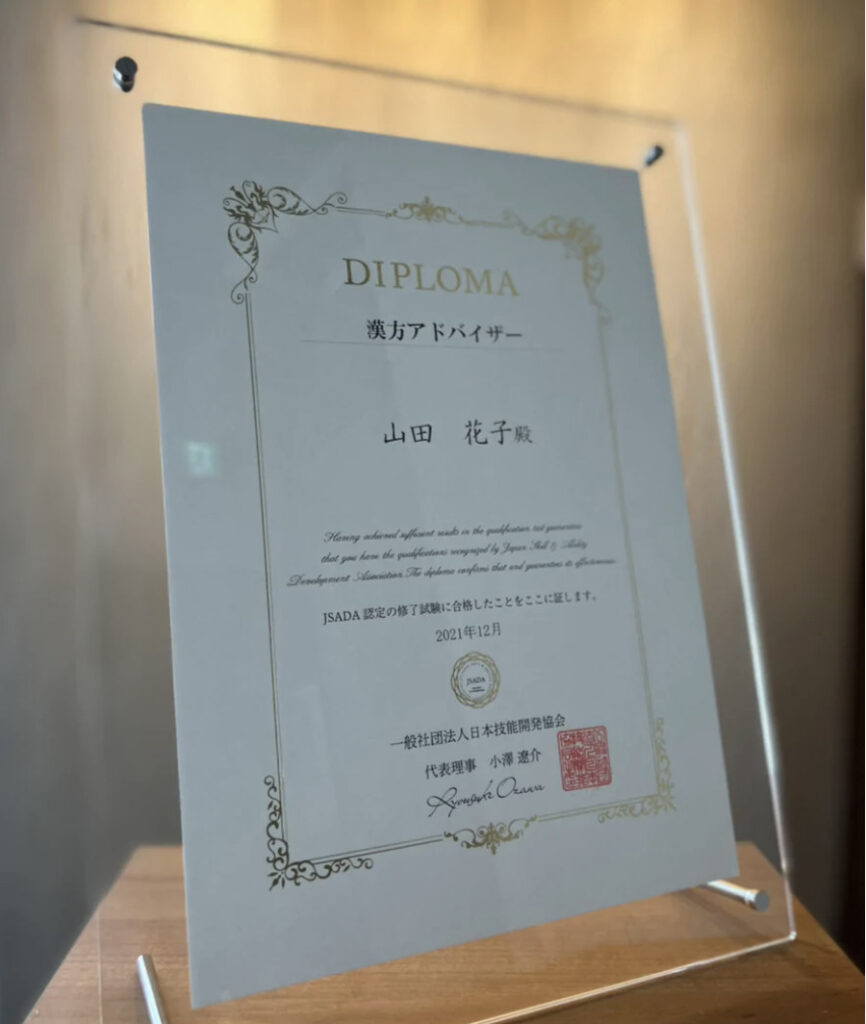 DIPLOMA
漢方アドバイザー
山田 花子殿
Having achieved sufficient results in the qualification test guarantees
that you have the qualifications recognized by Japan Skill & Ability
Development Association. The diploma confirms that and guarantees its effectiveness.
JSADA 認定の修了試験に合格したことをここに証します。
2021年12月
JSADA
一般社団法人日本技能開発協会
代表理事 小澤 遼介
Ryousuke Ozawa